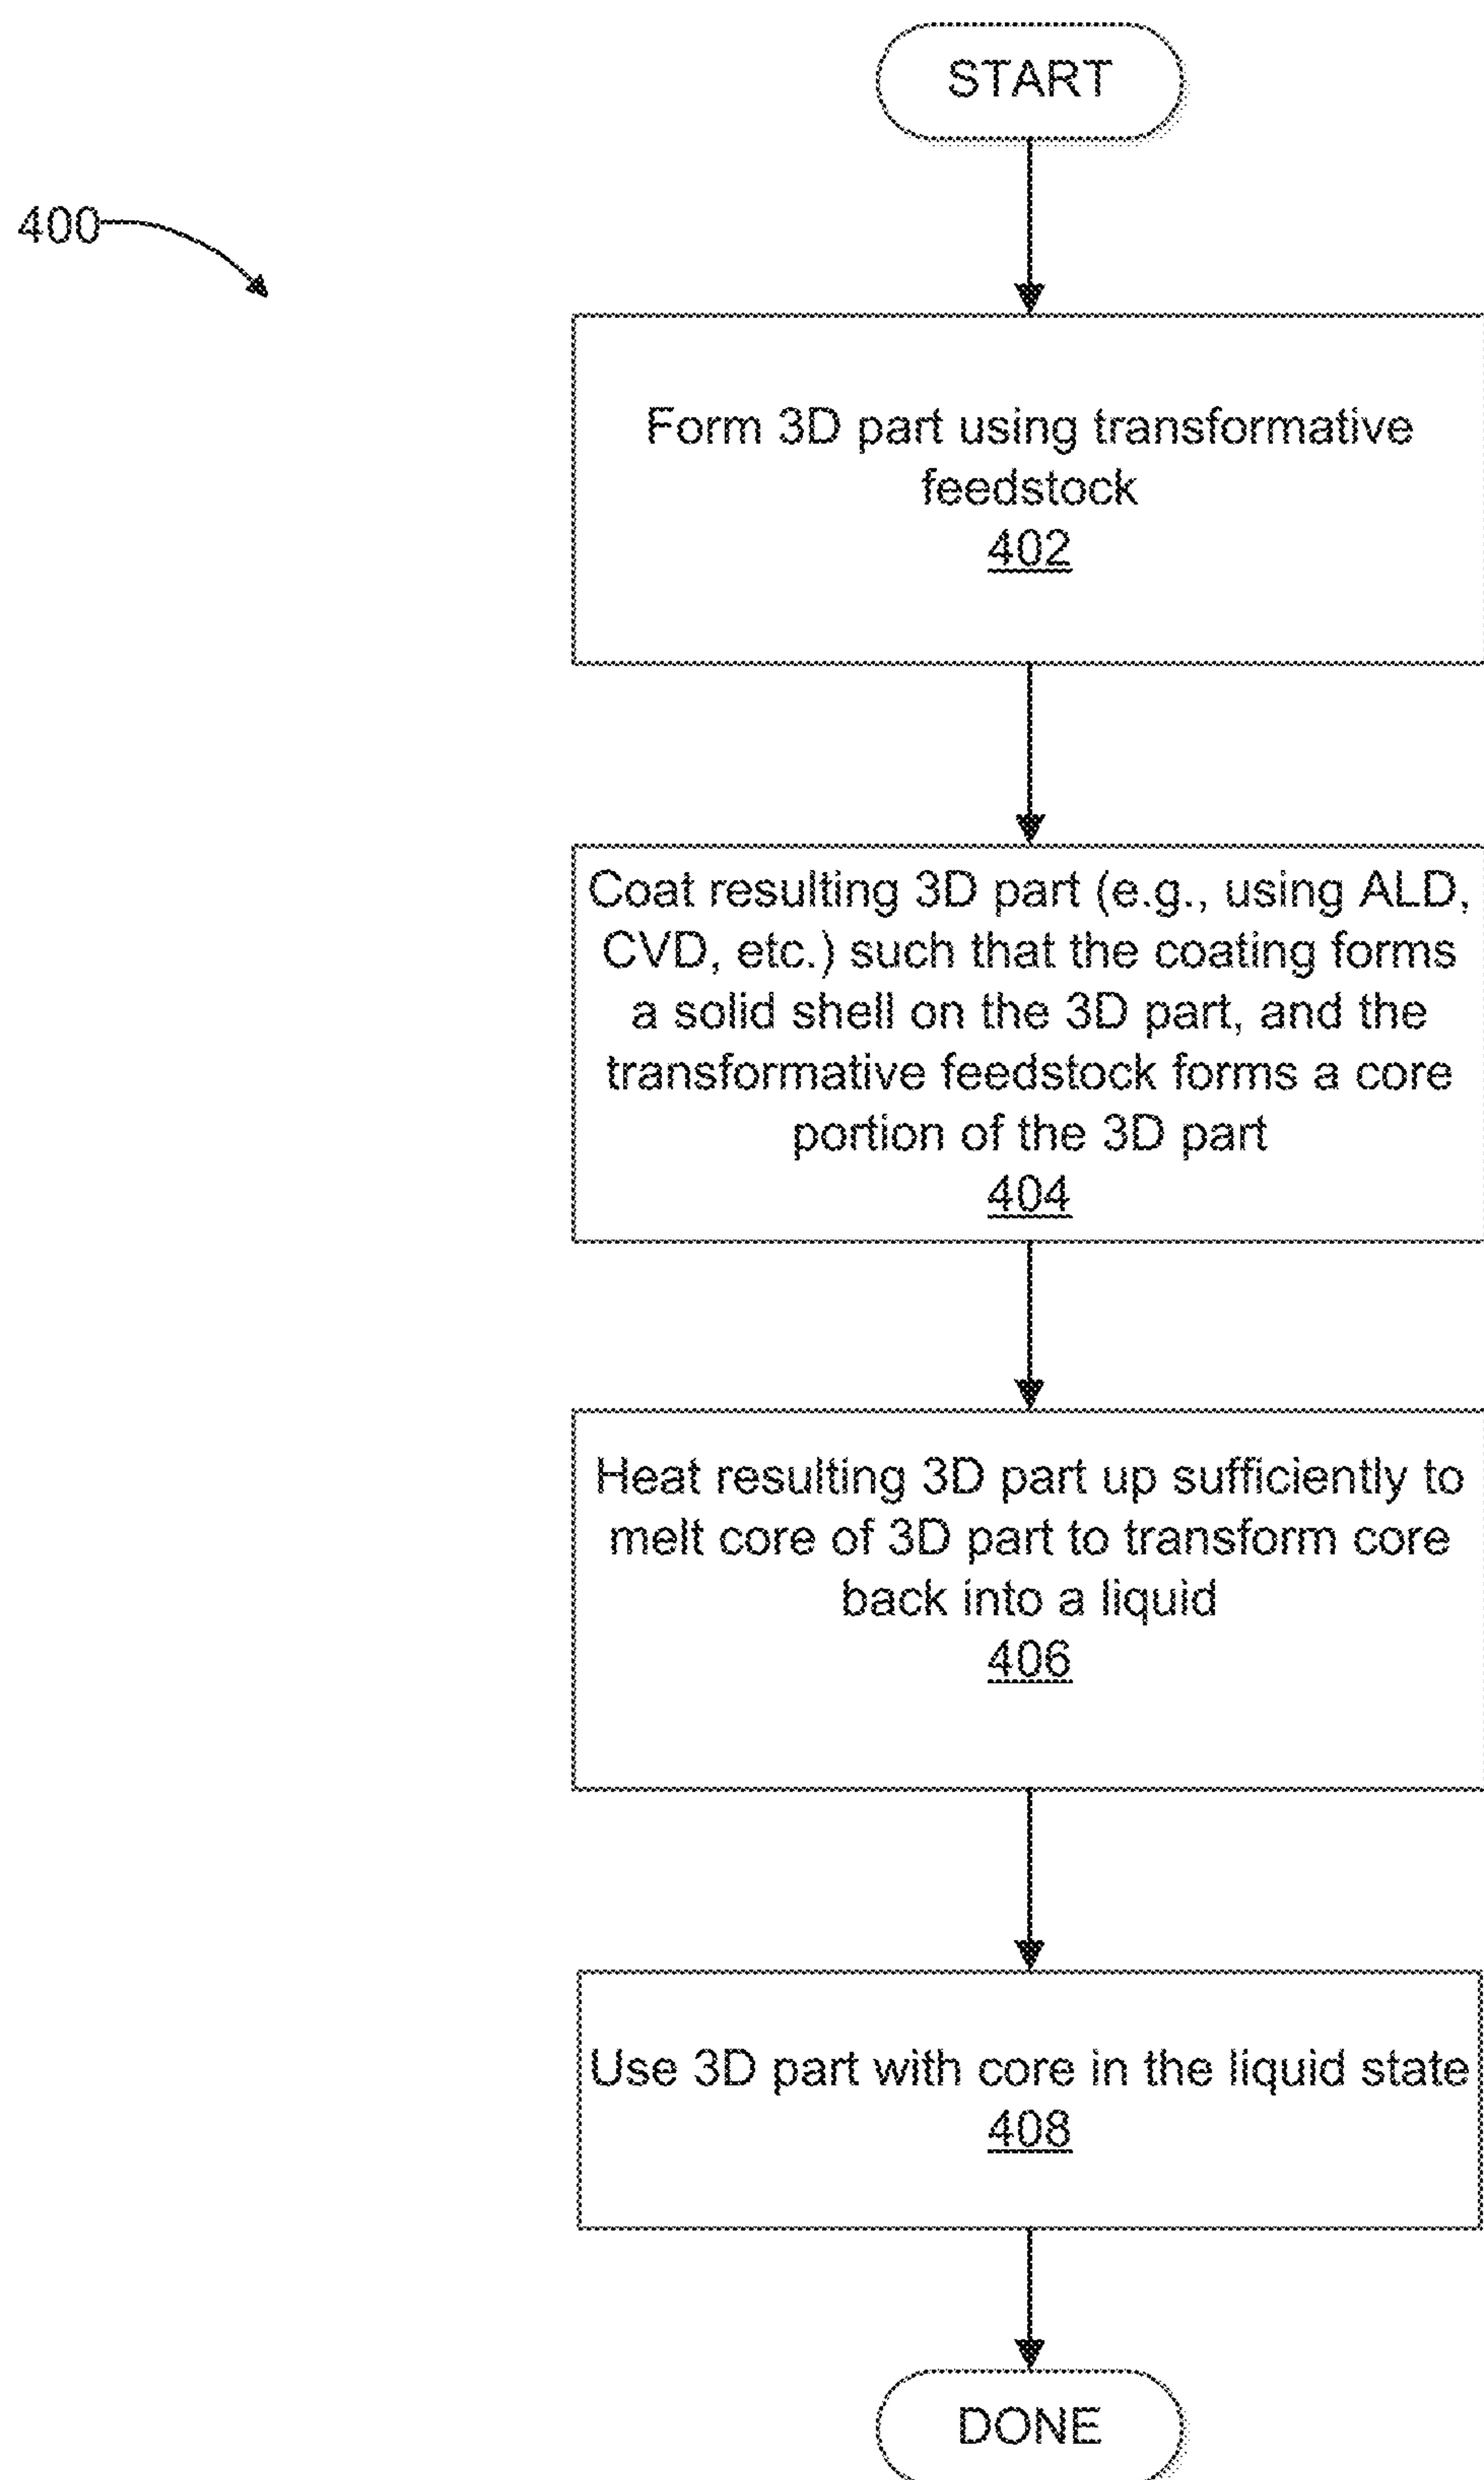 START
400
Form 3D part using transformative
feedstock
402
Coat resulting 3D part (e.g., using ALD,
CVD, etc.) such that the coating forms
a solid shell on the 3D part, and the
transformative feedstock forms a core
portion of the 3D part
404
Heat resulting 3D part up sufficiently to
melt core of 3D part to transform core
back into a liquid
406
Use 3D part with core in the liquid state
408
DONE